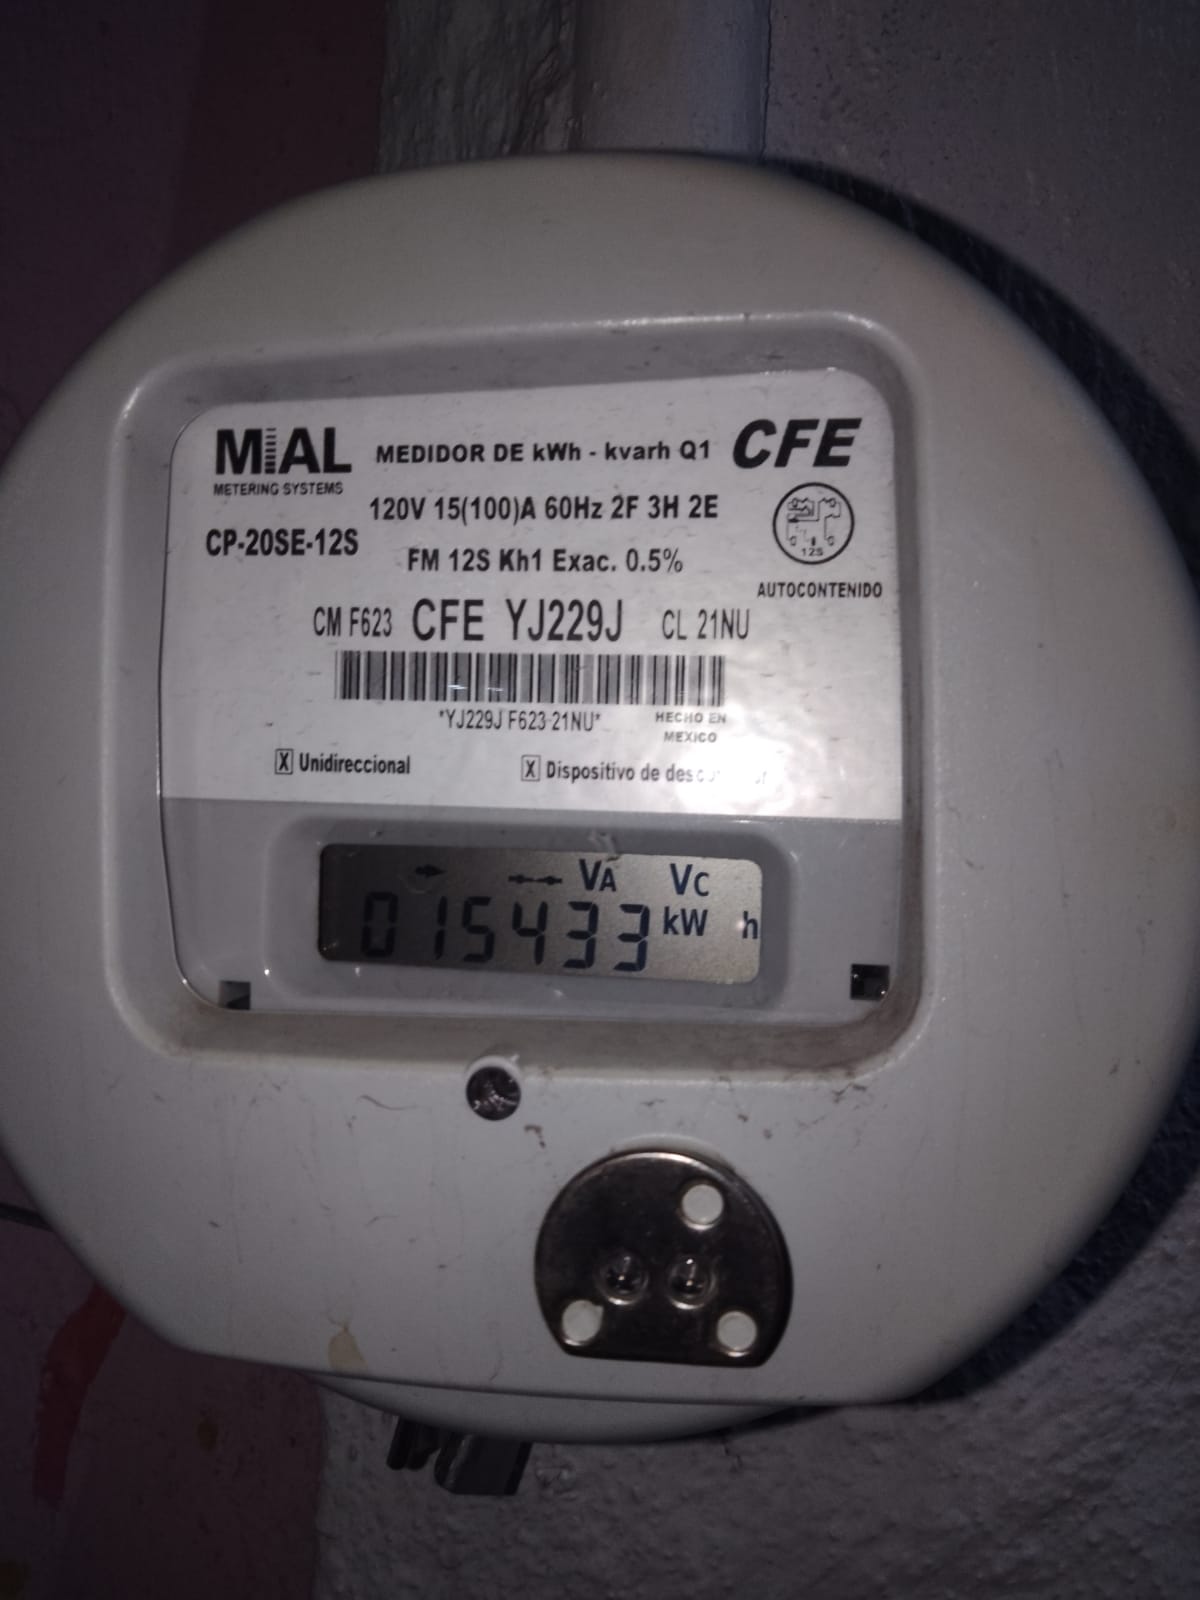 MIAL
METERING SYSTEMS
MEDIDOR DE kWh - kvarh Q1
CFE
120V 15(100)A 60Hz 2F 3H 2E
CP-20SE-12S
FM 12S Kh1 Exac. 0.5%
12S
AUTOCONTENIDO
CM F623 CFE YJ229J CL 21NU
*YJ229J F623 21NU*
HECHO EN
MEXICO
X Unidireccional
X Dispositivo de
VA VC
015433 kW h